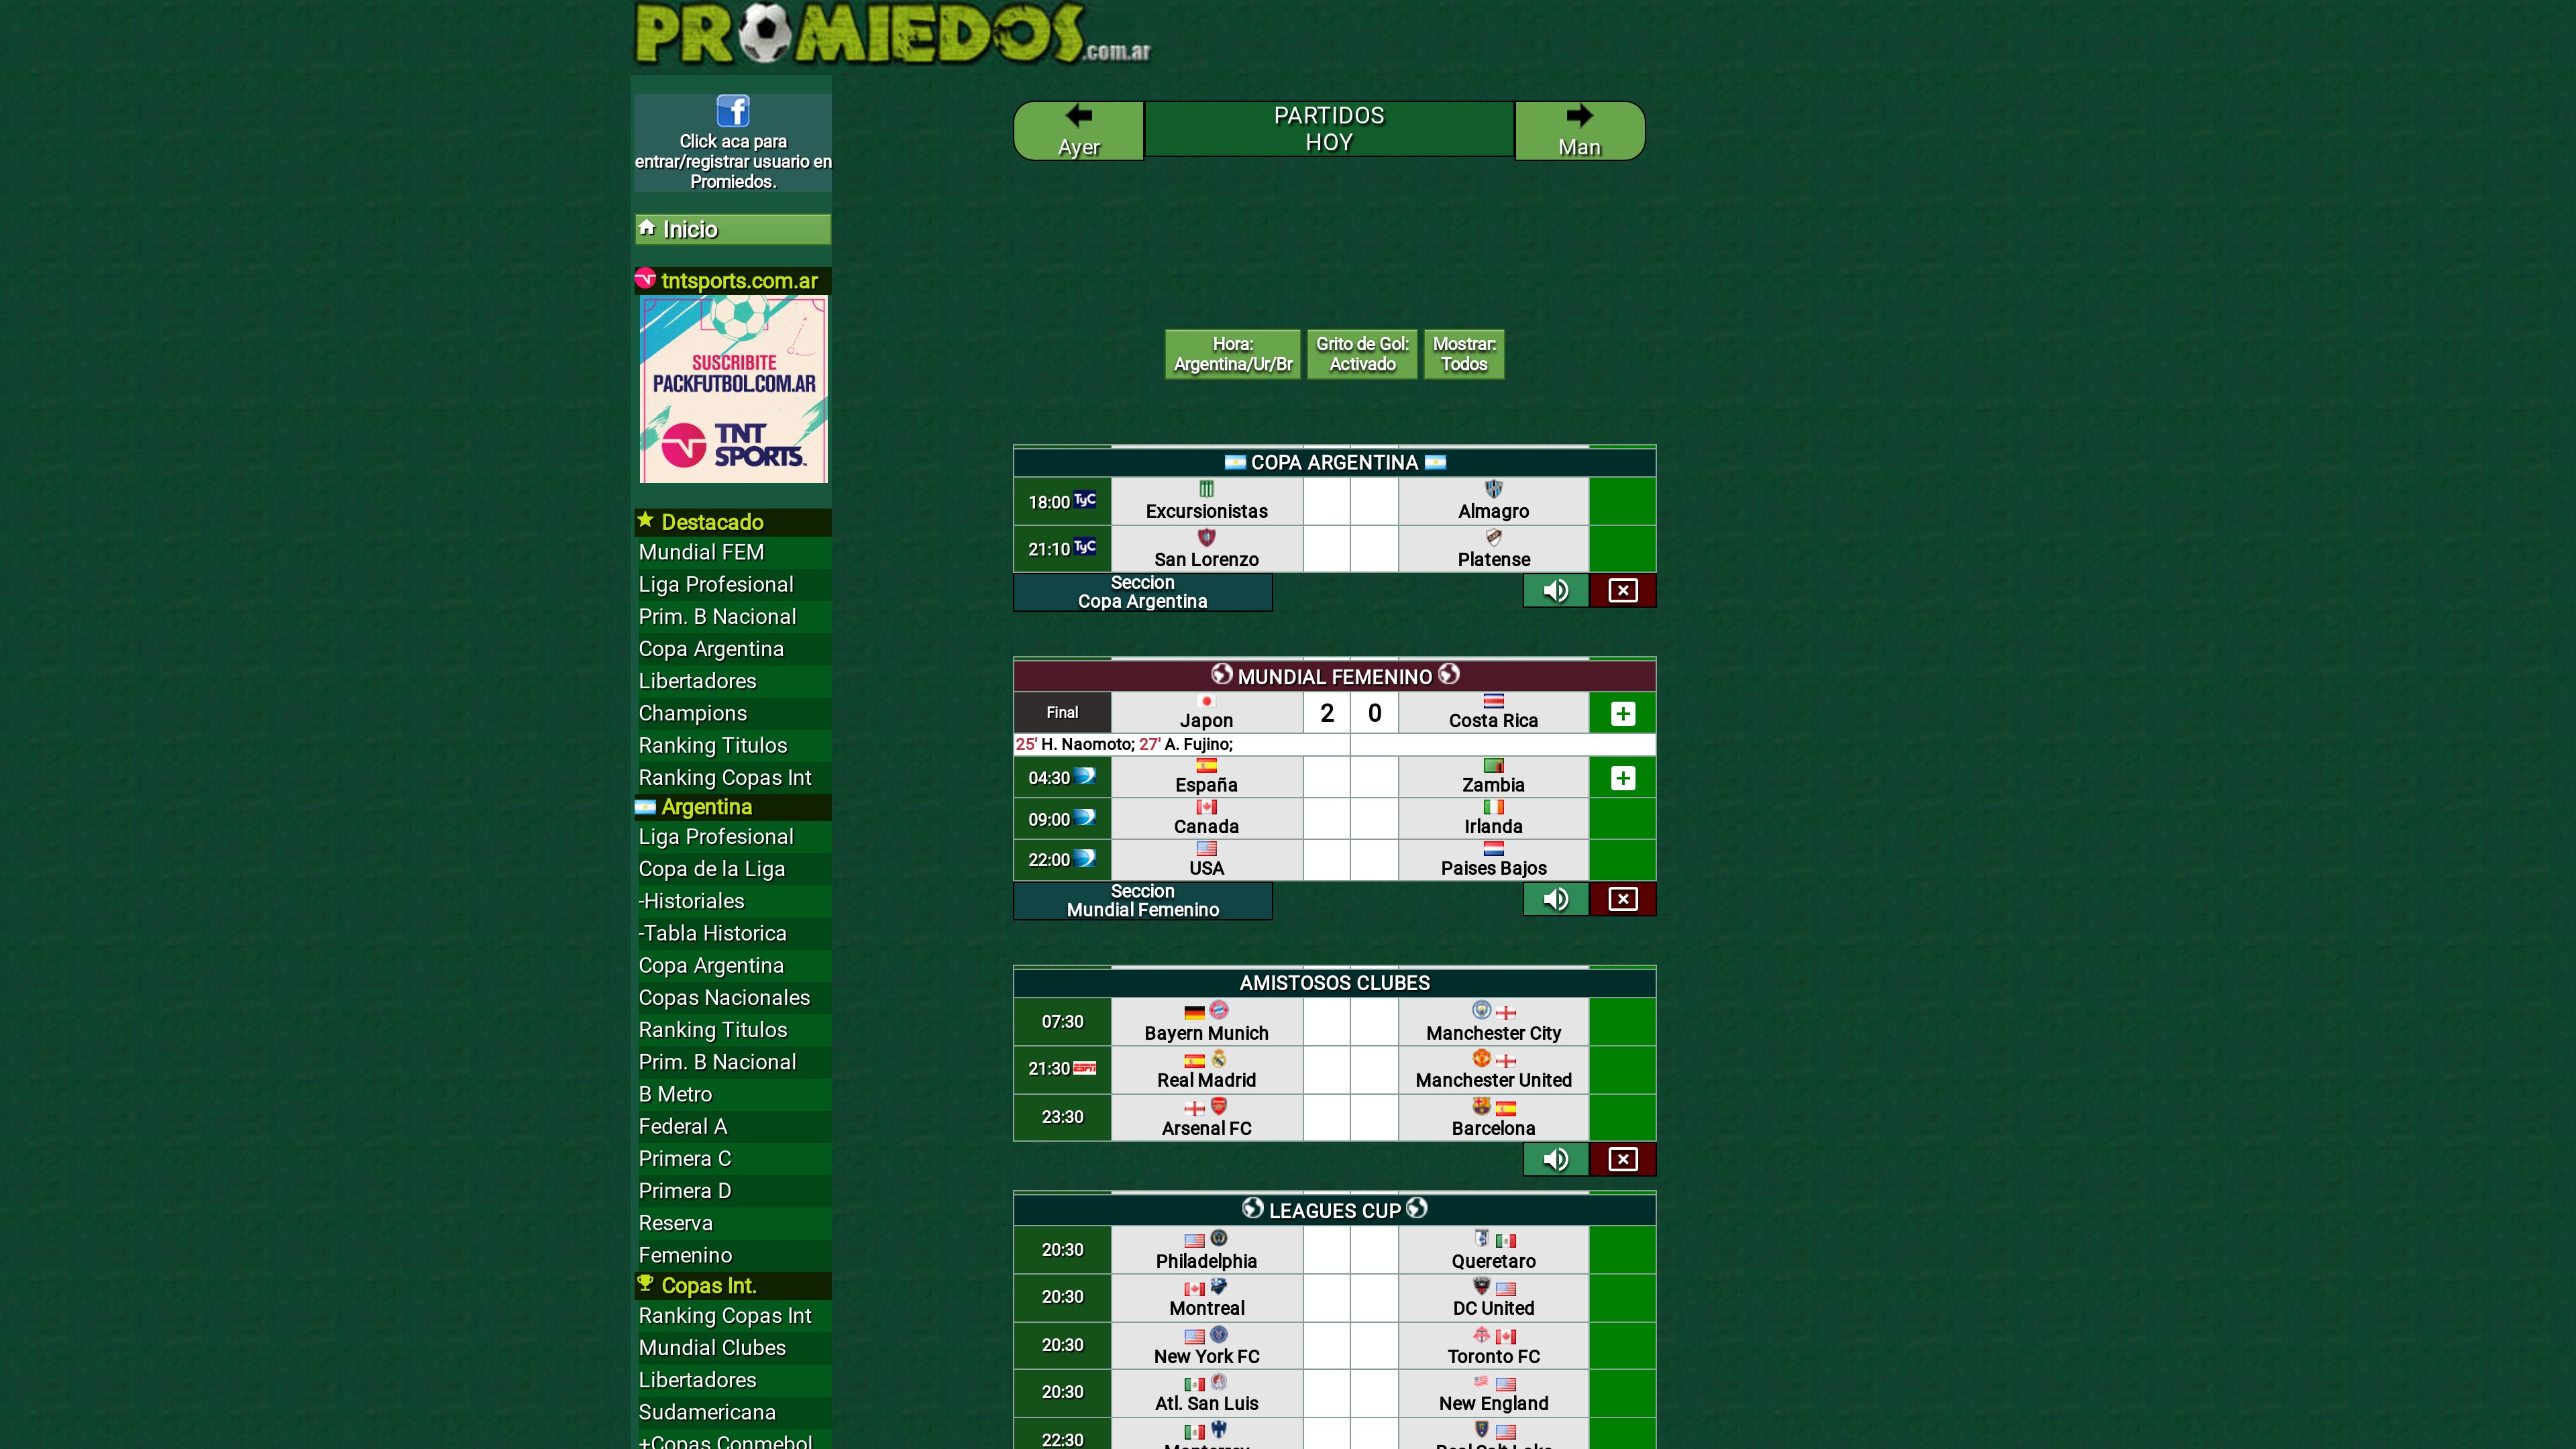 PROMIEDOS.com.ar
Click aca para
entrar/registrar usuario en
Promiedos.
Inicio
tntsports.com.ar
SUSCRIBITE
PACKFUTBOL.COM.AR
TNT
SPORTS
Destacado
Mundial FEM
Liga Profesional
Prim. B Nacional
Copa Argentina
Libertadores
Champions
Ranking Titulos
Ranking Copas Int
Argentina
Liga Profesional
Copa de la Liga
-Historiales
-Tabla Historica
Copa Argentina
Copas Nacionales
Ranking Titulos
Prim. B Nacional
B Metro
Federal A
Primera C
Primera D
Reserva
Femenino
Copas Int.
Ranking Copas Int
Mundial Clubes
Libertadores
Sudamericana
+Copas Conmebol
Ayer
PARTIDOS
HOY
Man
Hora:
Argentina/Ur/Br
Grito de Gol:
Activado
Mostrar:
Todos
COPA ARGENTINA
18:00 TyC Excursionistas Almagro
21:10 TyC San Lorenzo Platense
Seccion
Copa Argentina
MUNDIAL FEMENINO
Final Japon 2 0 Costa Rica
25' H. Naomoto; 27' A. Fujino;
04:30 España Zambia
09:00 Canada Irlanda
22:00 USA Paises Bajos
Seccion
Mundial Femenino
AMISTOSOS CLUBES
07:30 Bayern Munich Manchester City
21:30 ESPN Real Madrid Manchester United
23:30 Arsenal FC Barcelona
LEAGUES CUP
20:30 Philadelphia Queretaro
20:30 Montreal DC United
20:30 New York FC Toronto FC
20:30 Atl. San Luis New England
22:30 Monterrey Real Salt Lake